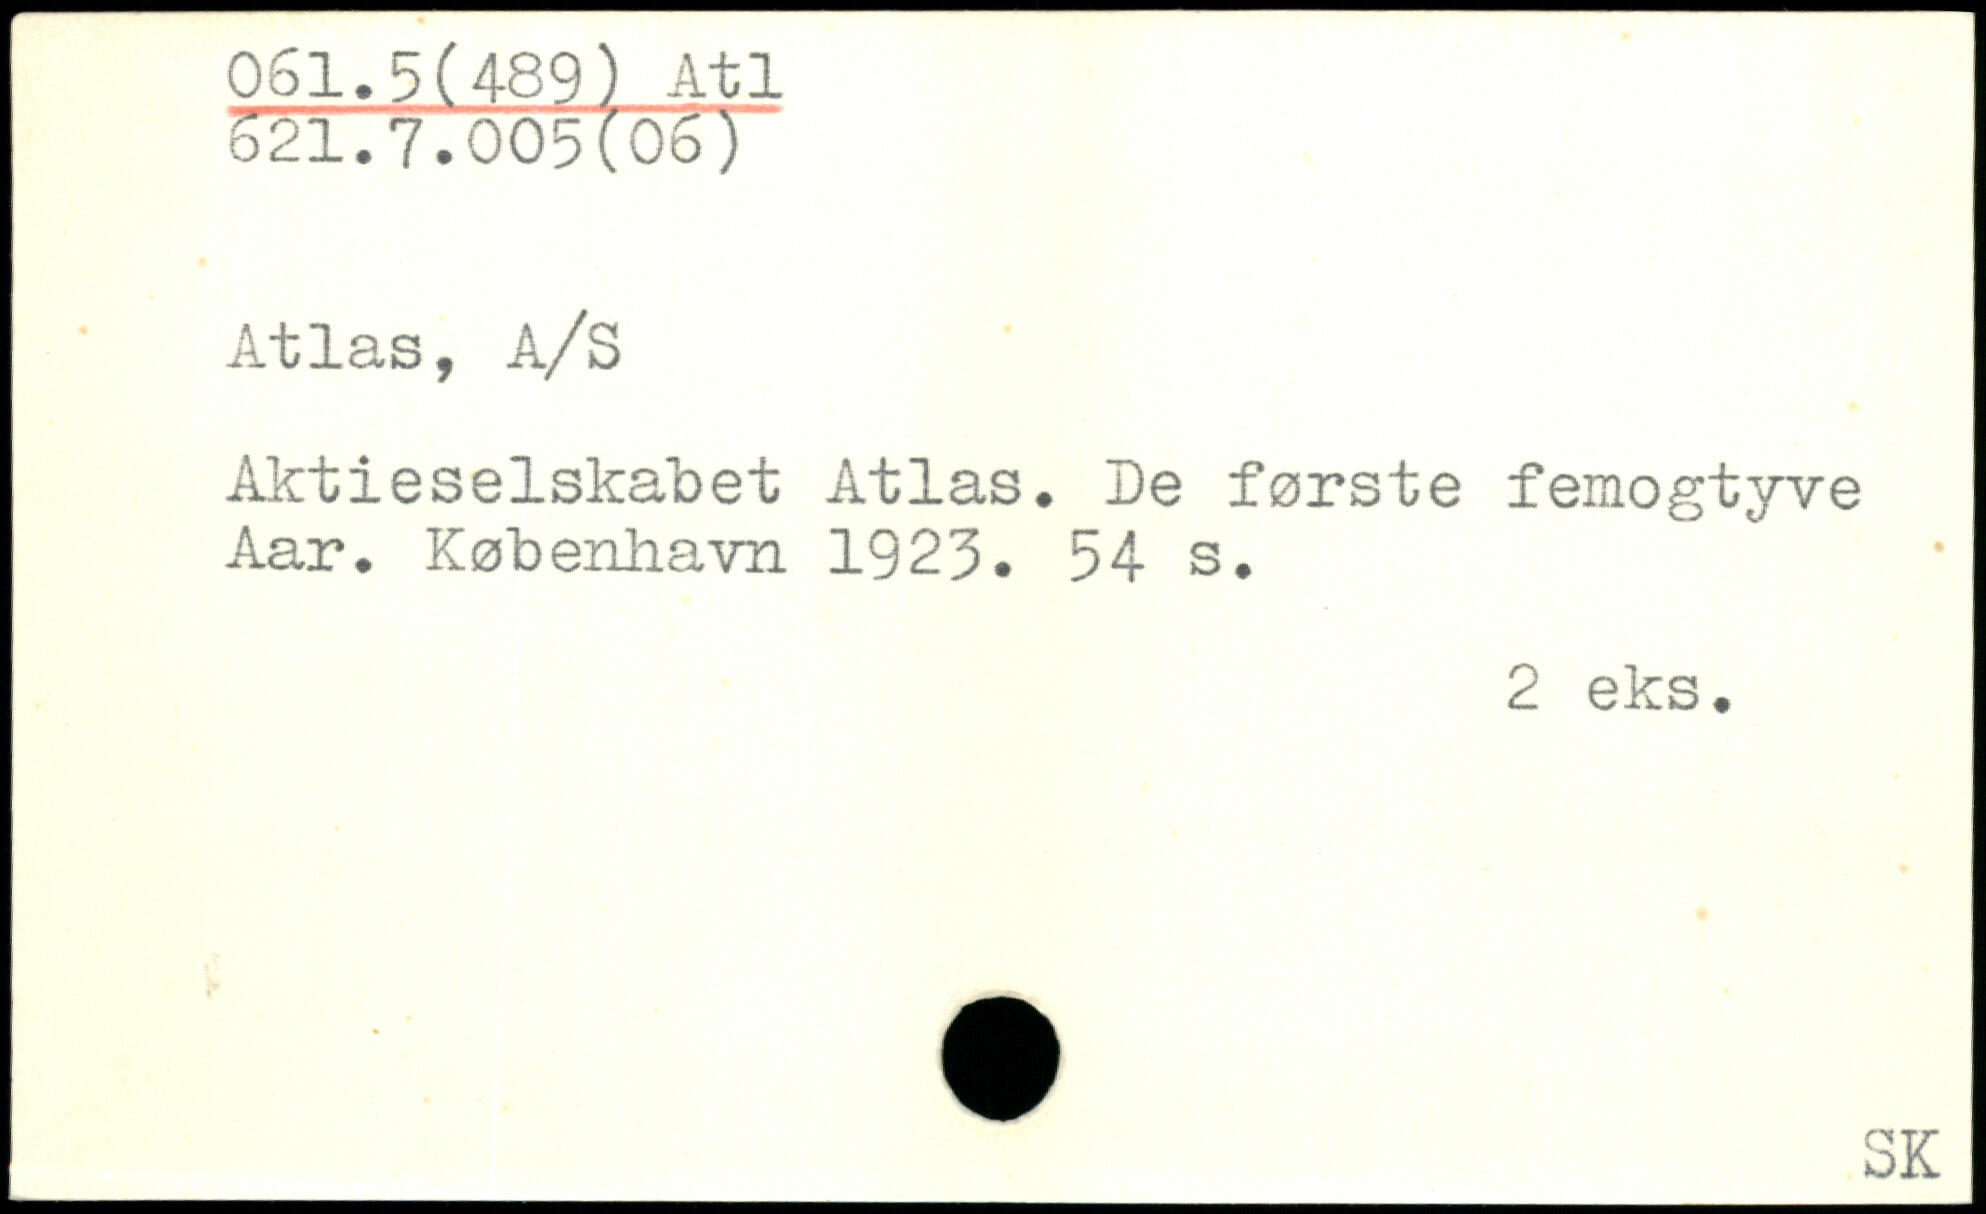 061.5(489) Atl
621.7.005(06)
Atlas, A/S
Aktieselskabet Atlas. De første femogtyve
Aar. København 1923. 54 s.
2 eks.
SK